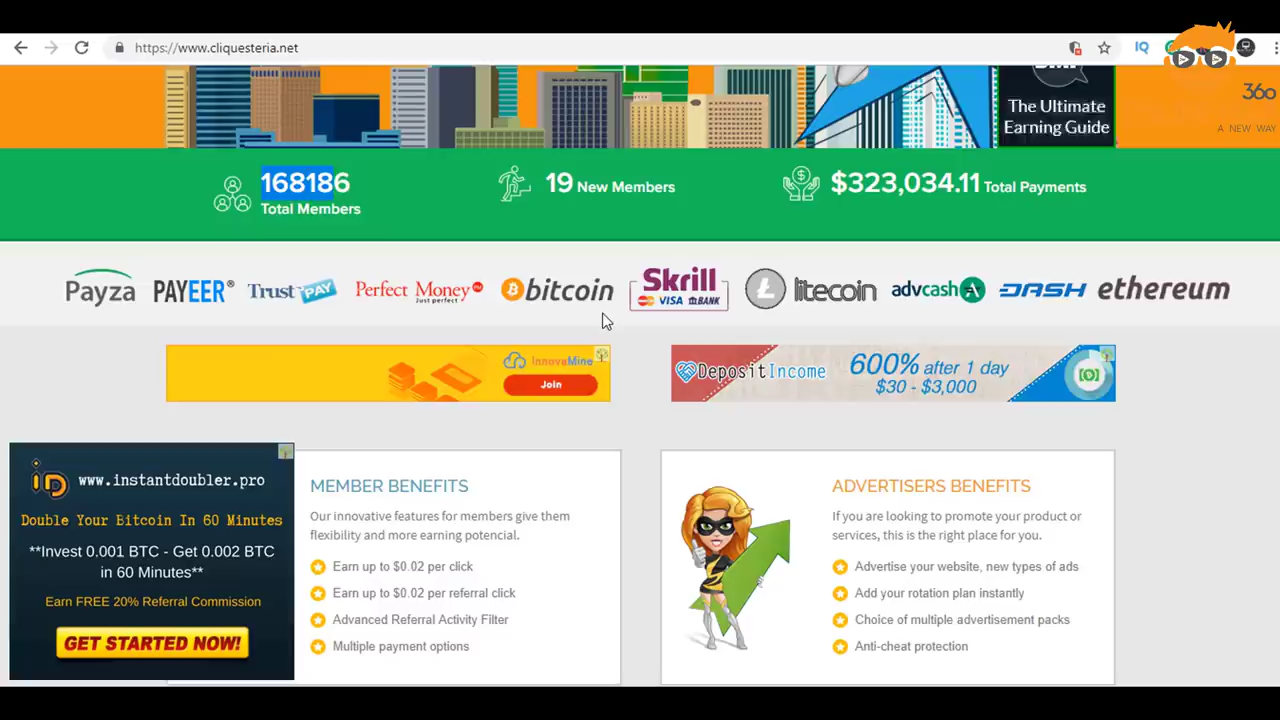 https://www.cliquesteria.net
IQ
The Ultimate
Earning Guide
36o
A NEW WAY
168186
Total Members
19 New Members
$323,034.11 Total Payments
Payza
PAYEER®
Trust PAY
Perfect Money PM
Just perfect)
bitcoin
Skrill
VISA BANK
litecoin
advcash
DASH
ethereum
InnovaMine
Join
DepositIncome
600% after 1 day
$30 - $3,000
iD www.instantdoubler.pro
Double Your Bitcoin In 60 Minutes
**Invest 0.001 BTC - Get 0.002 BTC
in 60 Minutes**
Earn FREE 20% Referral Commission
GET STARTED NOW!
MEMBER BENEFITS
Our innovative features for members give them
flexibility and more earning potencial.
Earn up to $0.02 per click
Earn up to $0.02 per referral click
Advanced Referral Activity Filter
Multiple payment options
ADVERTISERS BENEFITS
If you are looking to promote your product or
services, this is the right place for you.
Advertise your website, new types of ads
Add your rotation plan instantly
Choice of multiple advertisement packs
Anti-cheat protection